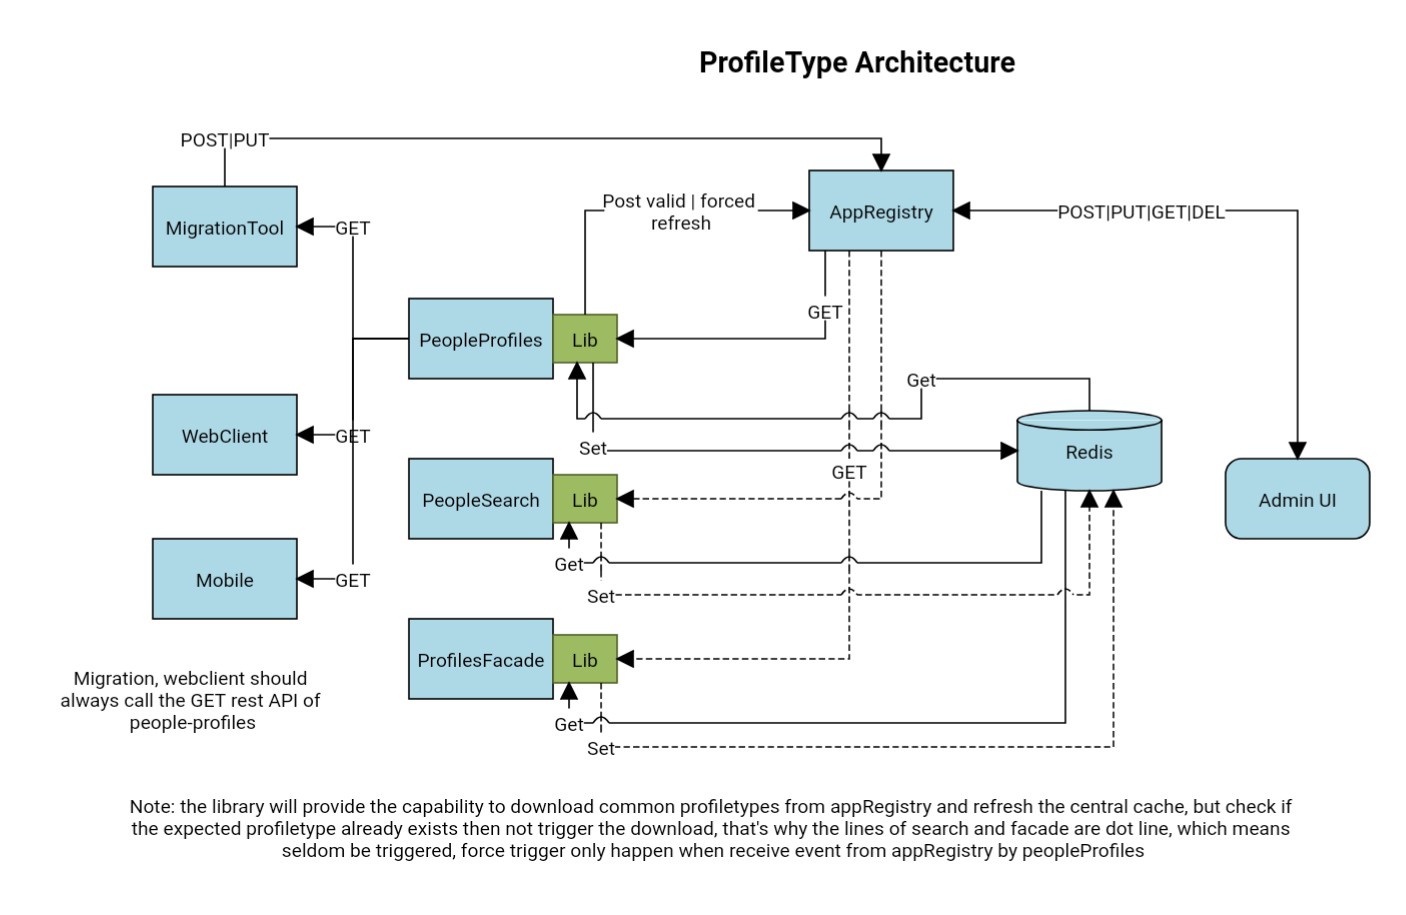 ProfileType Architecture
POST|PUT
MigrationTool
GET
Post valid | forced
refresh
AppRegistry
POST|PUT|GET|DEL
GET
PeopleProfiles
Lib
Get
WebClient
GET
Set
Redis
GET
PeopleSearch
Lib
Admin UI
Get
Mobile
GET
Set
ProfilesFacade
Lib
Migration, webclient should
always call the GET rest API of
people-profiles
Get
Set
Note: the library will provide the capability to download common profiletypes from appRegistry and refresh the central cache, but check if
the expected profiletype already exists then not trigger the download, that's why the lines of search and facade are dot line, which means
seldom be triggered, force trigger only happen when receive event from appRegistry by peopleProfiles